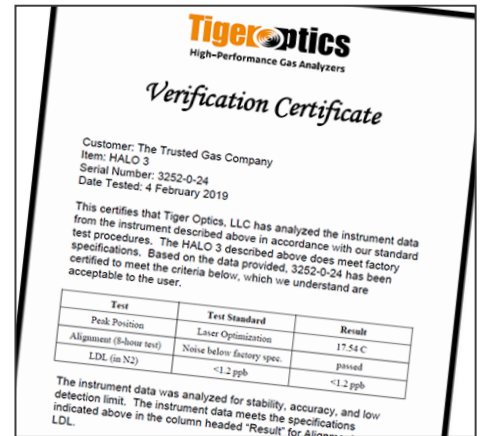 Tigeroptics
High-Performance Gas Analyzers
Verification Certificate
Customer: The Trusted Gas Company
Item: HALO 3
Serial Number: 3252-0-24
Date Tested: 4 February 2019
This certifies that Tiger Optics, LLC has analyzed the instrument data
from the instrument described above in accordance with our standard
test procedures. The HALO 3 described above does meet factory
specifications. Based on the data provided, 3252-0-24 has been
certified to meet the criteria below, which we understand are
acceptable to the user.
Test Test Standard Result
Peak Position Laser Optimization 17.54 C
Alignment (8-hour test) Noise below factory spec. passed
LDL (in N2) <1.2 ppb <1.2 ppb
The instrument data was analyzed for stability, accuracy, and low
detection limit. The instrument data meets the specifications
indicated above in the column headed "Result" for
LDL.